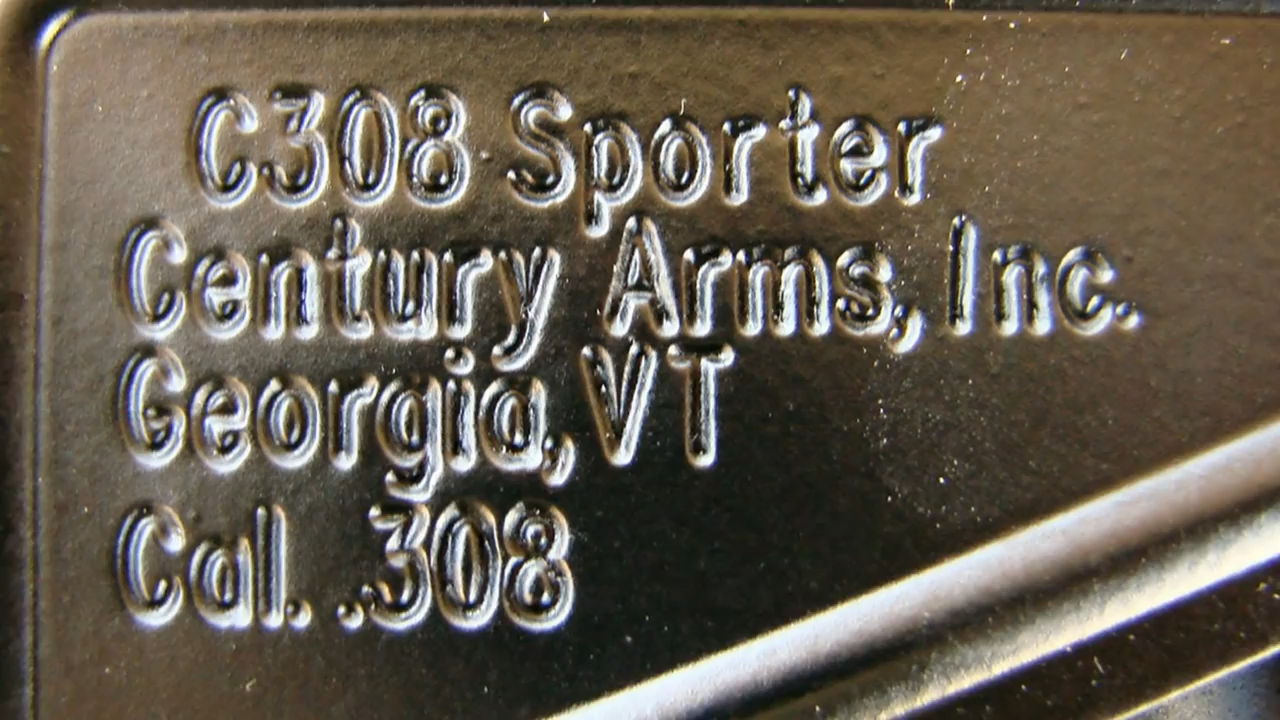 C308 Sporter
Century Arms, Inc.
Georgia, VT
Cal. .308